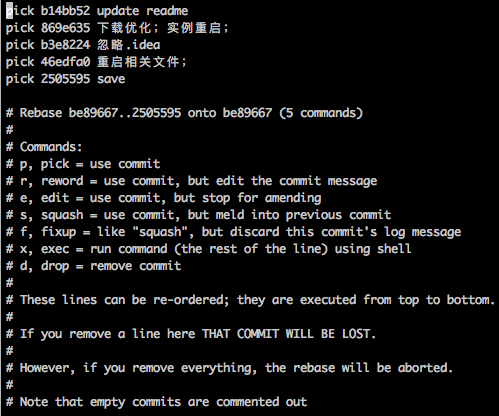 pick b14bb52 update readme
pick 869e635 下载优化；实例重启；
pick b3e8224 忽略.idea
pick 46edfa0 重启相关文件；
pick 2505595 save
# Rebase be89667..2505595 onto be89667 (5 commands)
#
# Commands:
# p, pick = use commit
# r, reword = use commit, but edit the commit message
# e, edit = use commit, but stop for amending
# s, squash = use commit, but meld into previous commit
# f, fixup = like "squash", but discard this commit's log message
# x, exec = run command (the rest of the line) using shell
# d, drop = remove commit
#
# These lines can be re-ordered; they are executed from top to bottom.
#
# If you remove a line here THAT COMMIT WILL BE LOST.
#
# However, if you remove everything, the rebase will be aborted.
#
# Note that empty commits are commented out